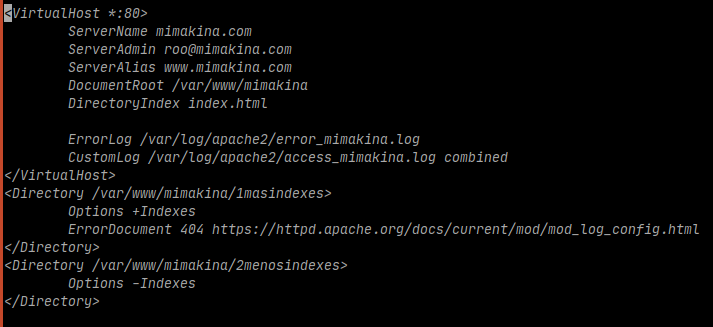 <VirtualHost *:80>
ServerName mimakina.com
ServerAdmin roo@mimakina.com
ServerAlias www.mimakina.com
DocumentRoot /var/www/mimakina
DirectoryIndex index.html
ErrorLog /var/log/apache2/error_mimakina.log
CustomLog /var/log/apache2/access_mimakina.log combined
</VirtualHost>
<Directory /var/www/mimakina/1masindexes>
Options +Indexes
ErrorDocument 404 https://httpd.apache.org/docs/current/mod/mod_log_config.html
</Directory>
<Directory /var/www/mimakina/2menosindexes>
Options -Indexes
</Directory>